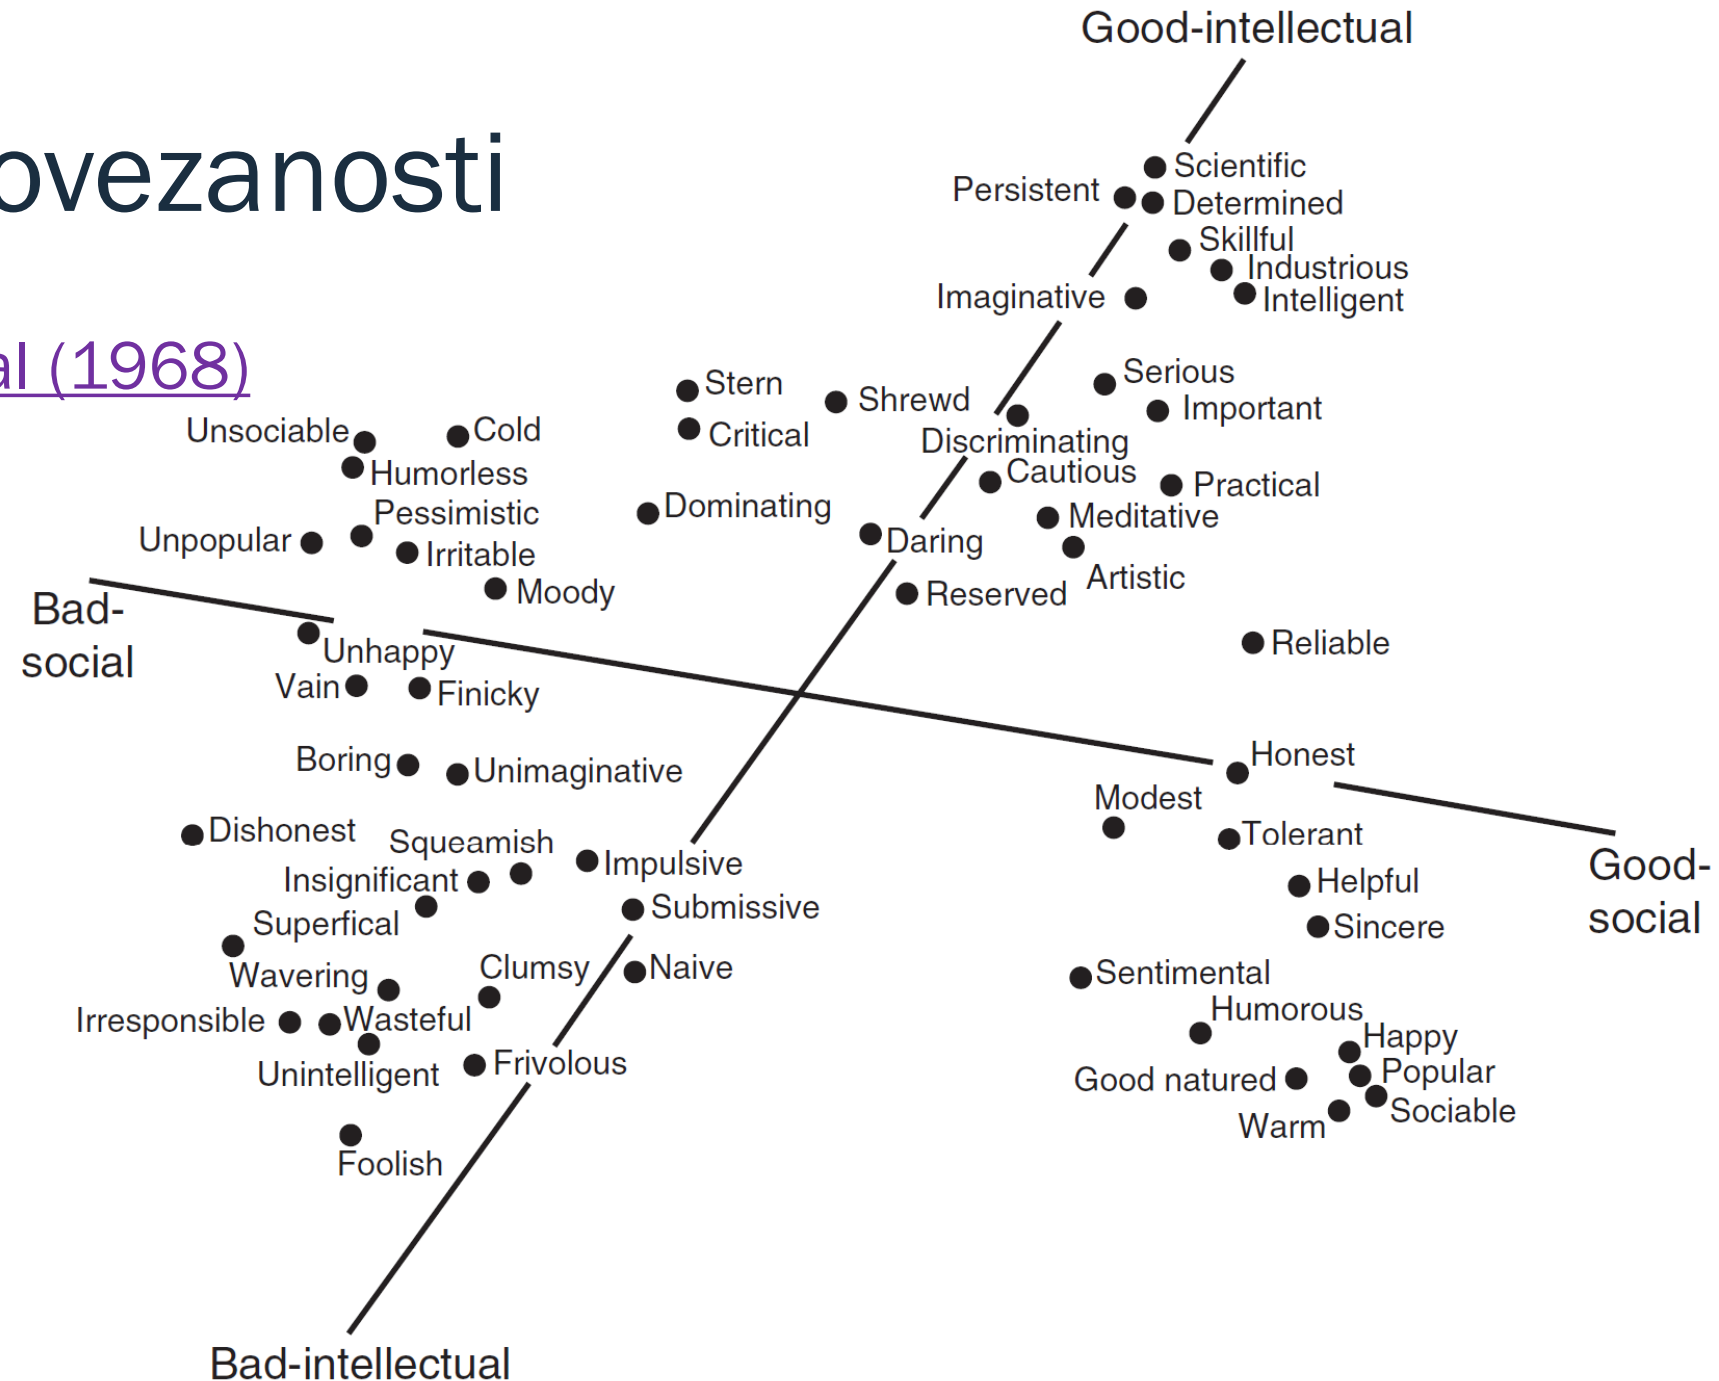 Good-intellectual
ovezanosti
Scientific
Persistent
Determined
Skillful
Industrious
Imaginative
Intelligent
al (1968)
Stern
Serious
Shrewd
Important
Unsociable
Cold
Critical
Discriminating
Humorless
Cautious
Practical
Pessimistic
Dominating
Meditative
Unpopular
Irritable
Daring
Artistic
Moody
Reserved
Bad-
social
Reliable
Unhappy
Vain
Finicky
Honest
Boring
Unimaginative
Modest
Dishonest
Squeamish
Tolerant
Impulsive
Good-
social
Insignificant
Helpful
Submissive
Superfical
Sincere
Wavering
Clumsy
Naive
Sentimental
Humorous
Irresponsible
Wasteful
Happy
Unintelligent
Frivolous
Good natured
Popular
Sociable
Warm
Foolish
Bad-intellectual